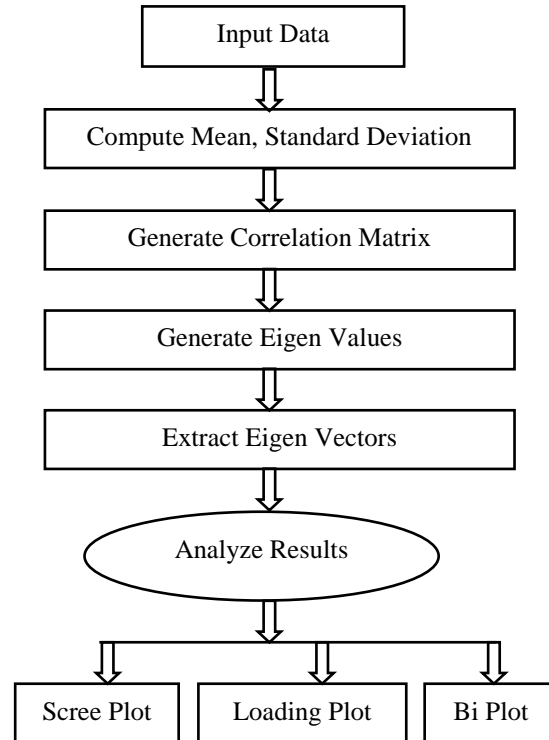 Input Data
Compute Mean, Standard Deviation
Generate Correlation Matrix
Generate Eigen Values
Extract Eigen Vectors
Analyze Results
Scree Plot
Loading Plot
Bi Plot